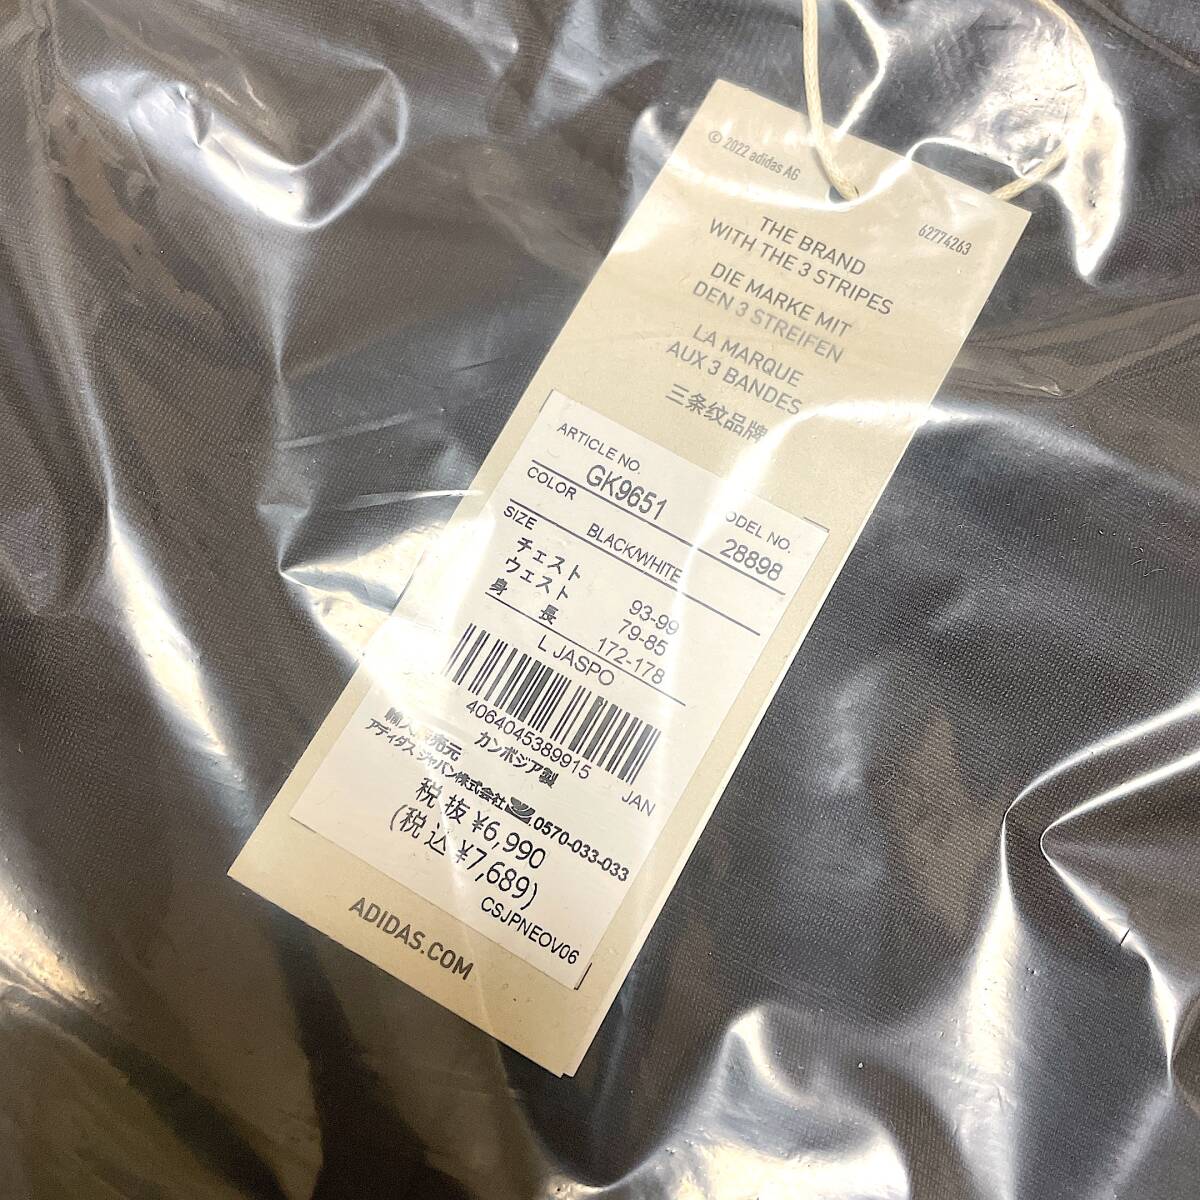 © 2022 adidas AG
62774263
THE BRAND
WITH THE 3 STRIPES
DIE MARKE MIT
DEN 3 STREIFEN
LA MARQUE
AUX 3 BANDES
三条纹品牌
ARTICLE NO.
ODEL NO.
GK9651
28898
COLOR
BLACK/WHITE
SIZE
チェスト 93-99
ウェスト 79-85
身長 172-178
L JASPO
4064045389915
JAN
輸入 売元 カンボジア製
アディダス ジャパン株式会社 0570-033-033
税抜 ¥6,990
(税込 ¥7,689)
CSJPNEOV06
ADIDAS.COM